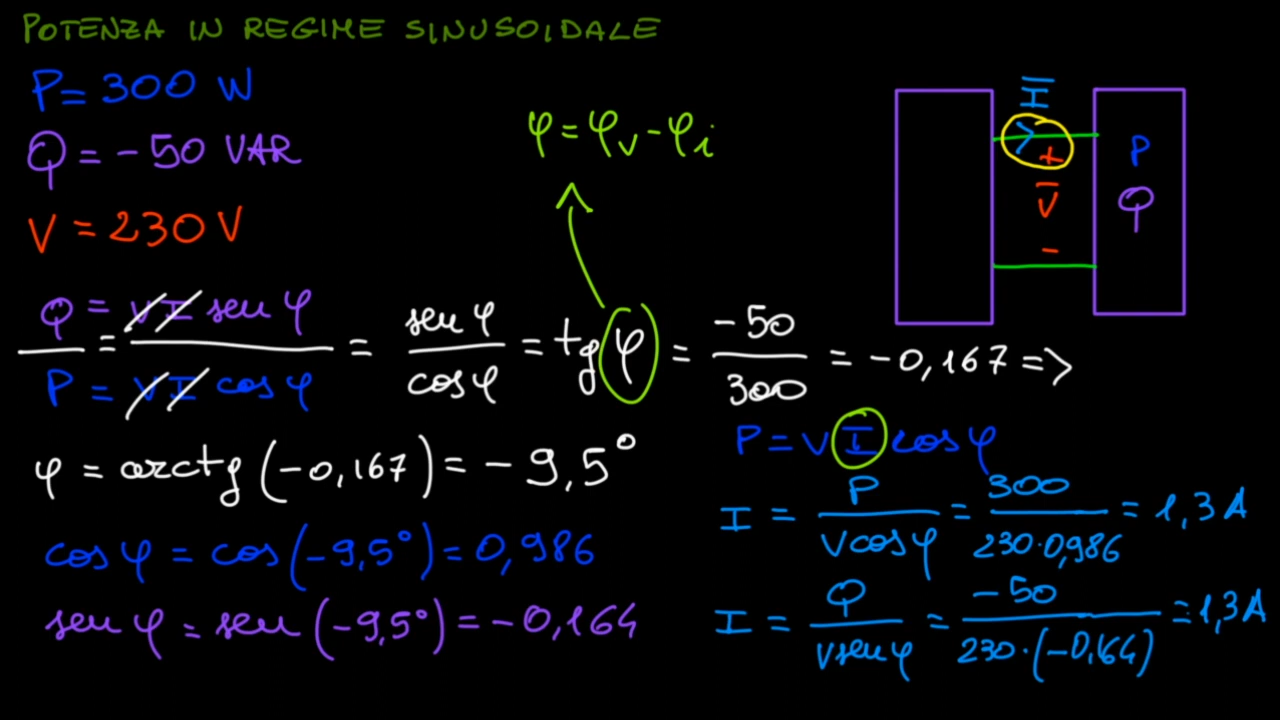 POTENZA IN REGIME SINUSOIDALE
P = 300 W
Q = -50 VAR
V = 230 V
φ = φv - φi
I
+
V
-
P
Q
Q = VI sen φ
P = VI cos φ
= sen φ / cos φ = tg φ = -50 / 300 = -0,167 =>
φ = arctg (-0,167) = -9,5°
cos φ = cos (-9,5°) = 0,986
sen φ = sen (-9,5°) = -0,164
P = V I cos φ
I = P / V cos φ = 300 / 230·0,986 = 1,3 A
I = Q / V sen φ = -50 / 230·(-0,164) = 1,3 A